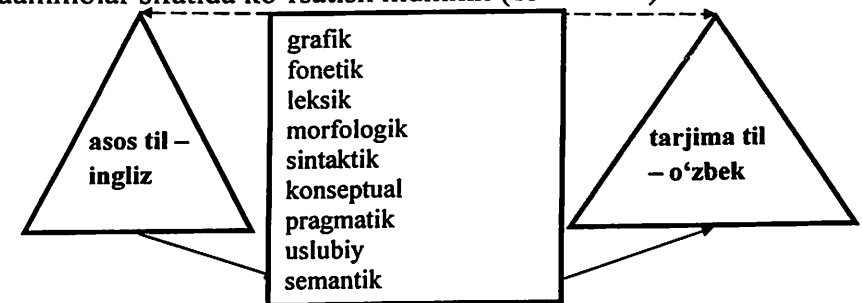 grafik
fonetik
leksik
morfologik
sintaktik
konseptual
pragmatik
uslubiy
semantik
asos til –
ingliz
tarjima til
– o‘zbek